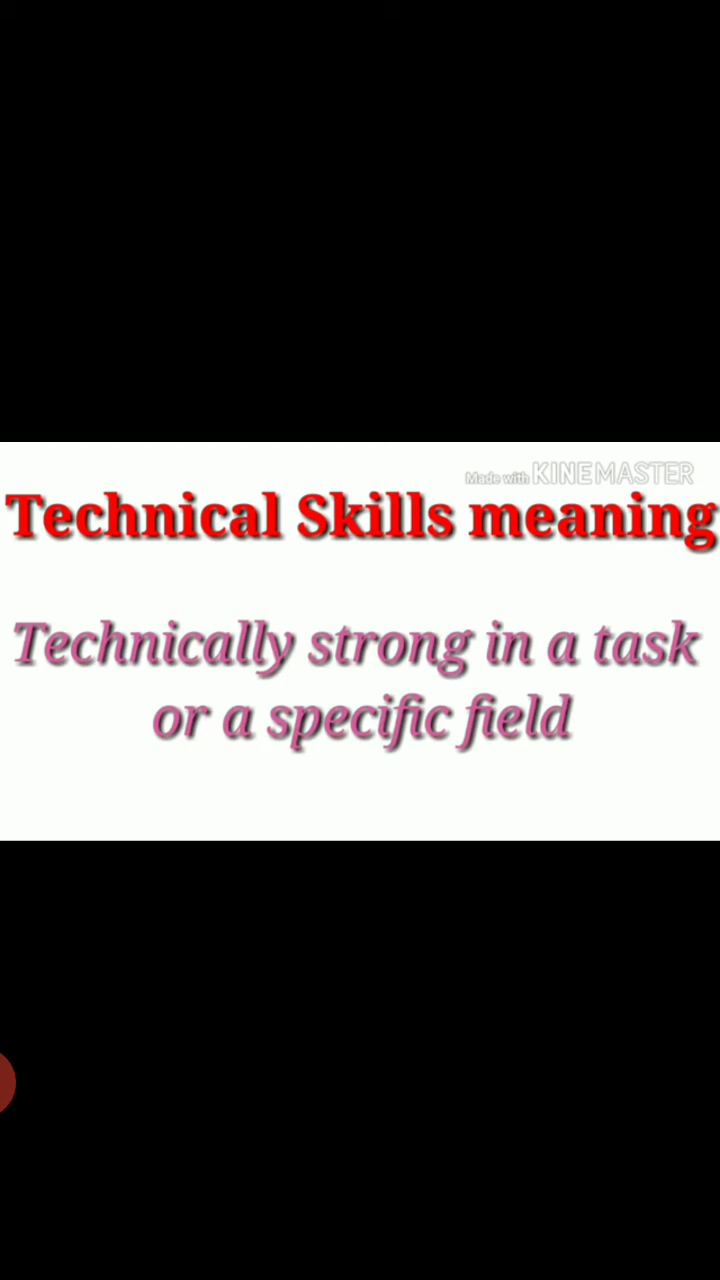 Made with KINEMASTER
Technical Skills meaning
Technically strong in a task
or a specific field